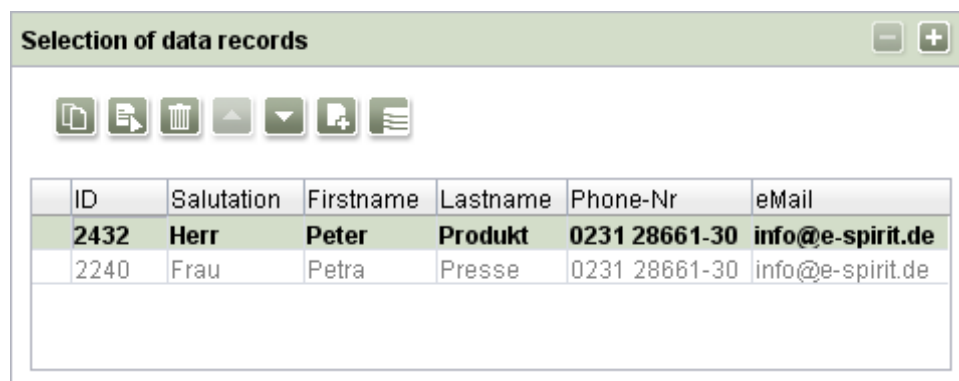 Selection of data records
ID Salutation Firstname Lastname Phone-Nr eMail
2432 Herr Peter Produkt 0231 28661-30 info@e-spirit.de
2240 Frau Petra Presse 0231 28661-30 info@e-spirit.de